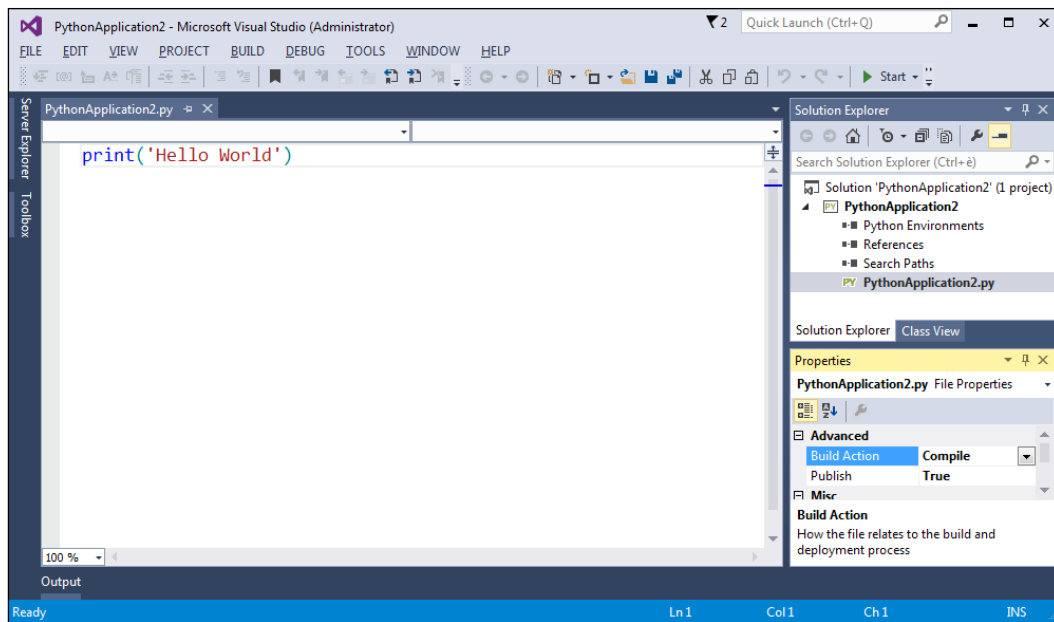 PythonApplication2 - Microsoft Visual Studio (Administrator)
2
Quick Launch (Ctrl+Q)
FILE EDIT VIEW PROJECT BUILD DEBUG TOOLS WINDOW HELP
Start
Server Explorer
Toolbox
PythonApplication2.py
print('Hello World')
100 %
Output
Solution Explorer
Search Solution Explorer (Ctrl+è)
Solution 'PythonApplication2' (1 project)
PY PythonApplication2
Python Environments
References
Search Paths
PY PythonApplication2.py
Solution Explorer Class View
Properties
PythonApplication2.py File Properties
Advanced
Build Action Compile
Publish True
Misc
Build Action
How the file relates to the build and
deployment process
Ready Ln 1 Col 1 Ch 1 INS